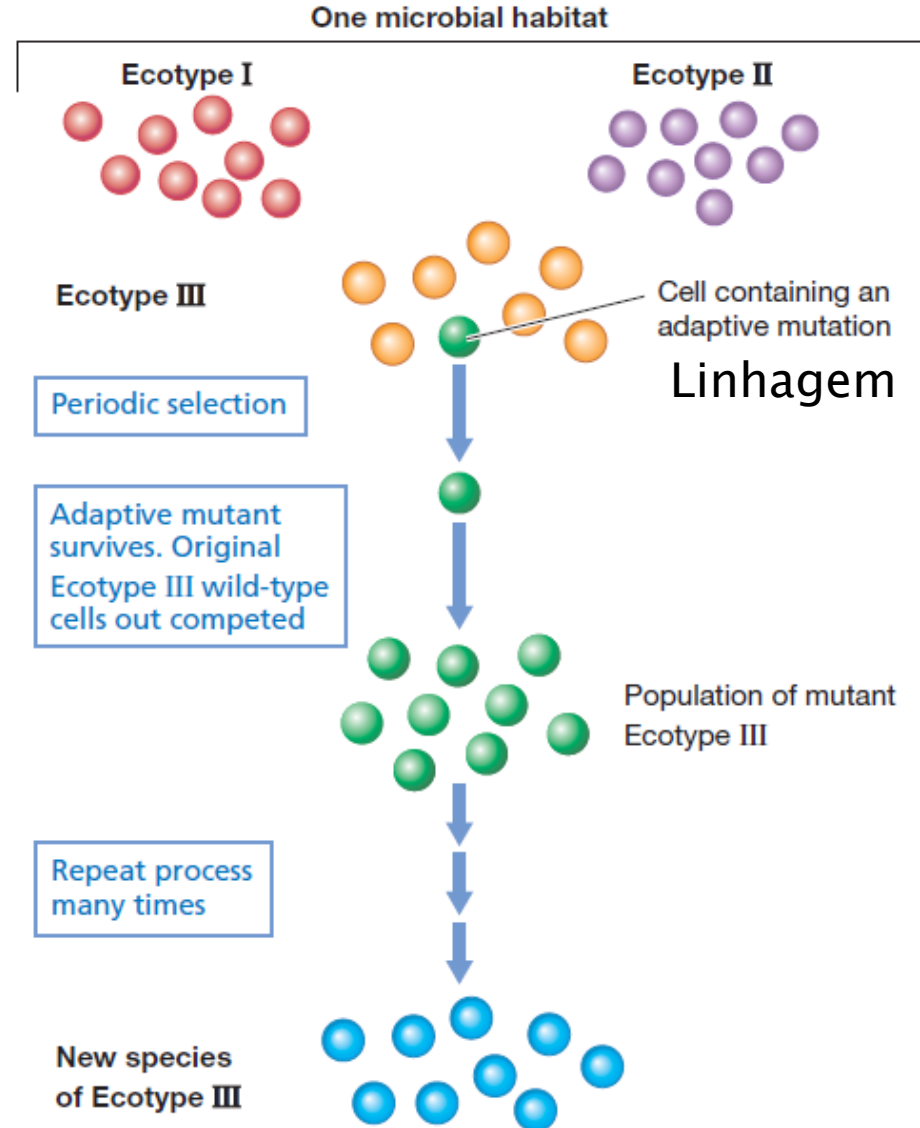 One microbial habitat
Ecotype I
Ecotype II
Ecotype III
Cell containing an
adaptive mutation
Linhagem
Periodic selection
Adaptive mutant
survives. Original
Ecotype III wild-type
cells out competed
Population of mutant
Ecotype III
Repeat process
many times
New species
of Ecotype III